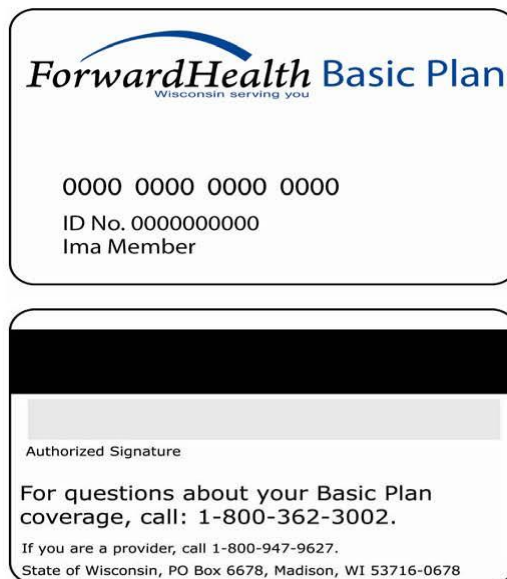 ForwardHealth Basic Plan
Wisconsin serving you
0000 0000 0000 0000
ID No. 0000000000
Ima Member
Authorized Signature
For questions about your Basic Plan
coverage, call: 1-800-362-3002.
If you are a provider, call 1-800-947-9627.
State of Wisconsin, PO Box 6678, Madison, WI 53716-0678